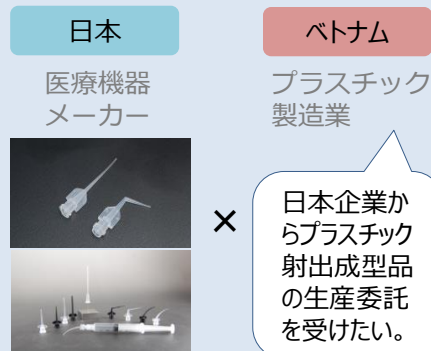 日本
ベトナム
医療機器
メーカー
プラスチック
製造業
×
日本企業か
らプラスチック
射出成型品
の生産委託
を受けたい。